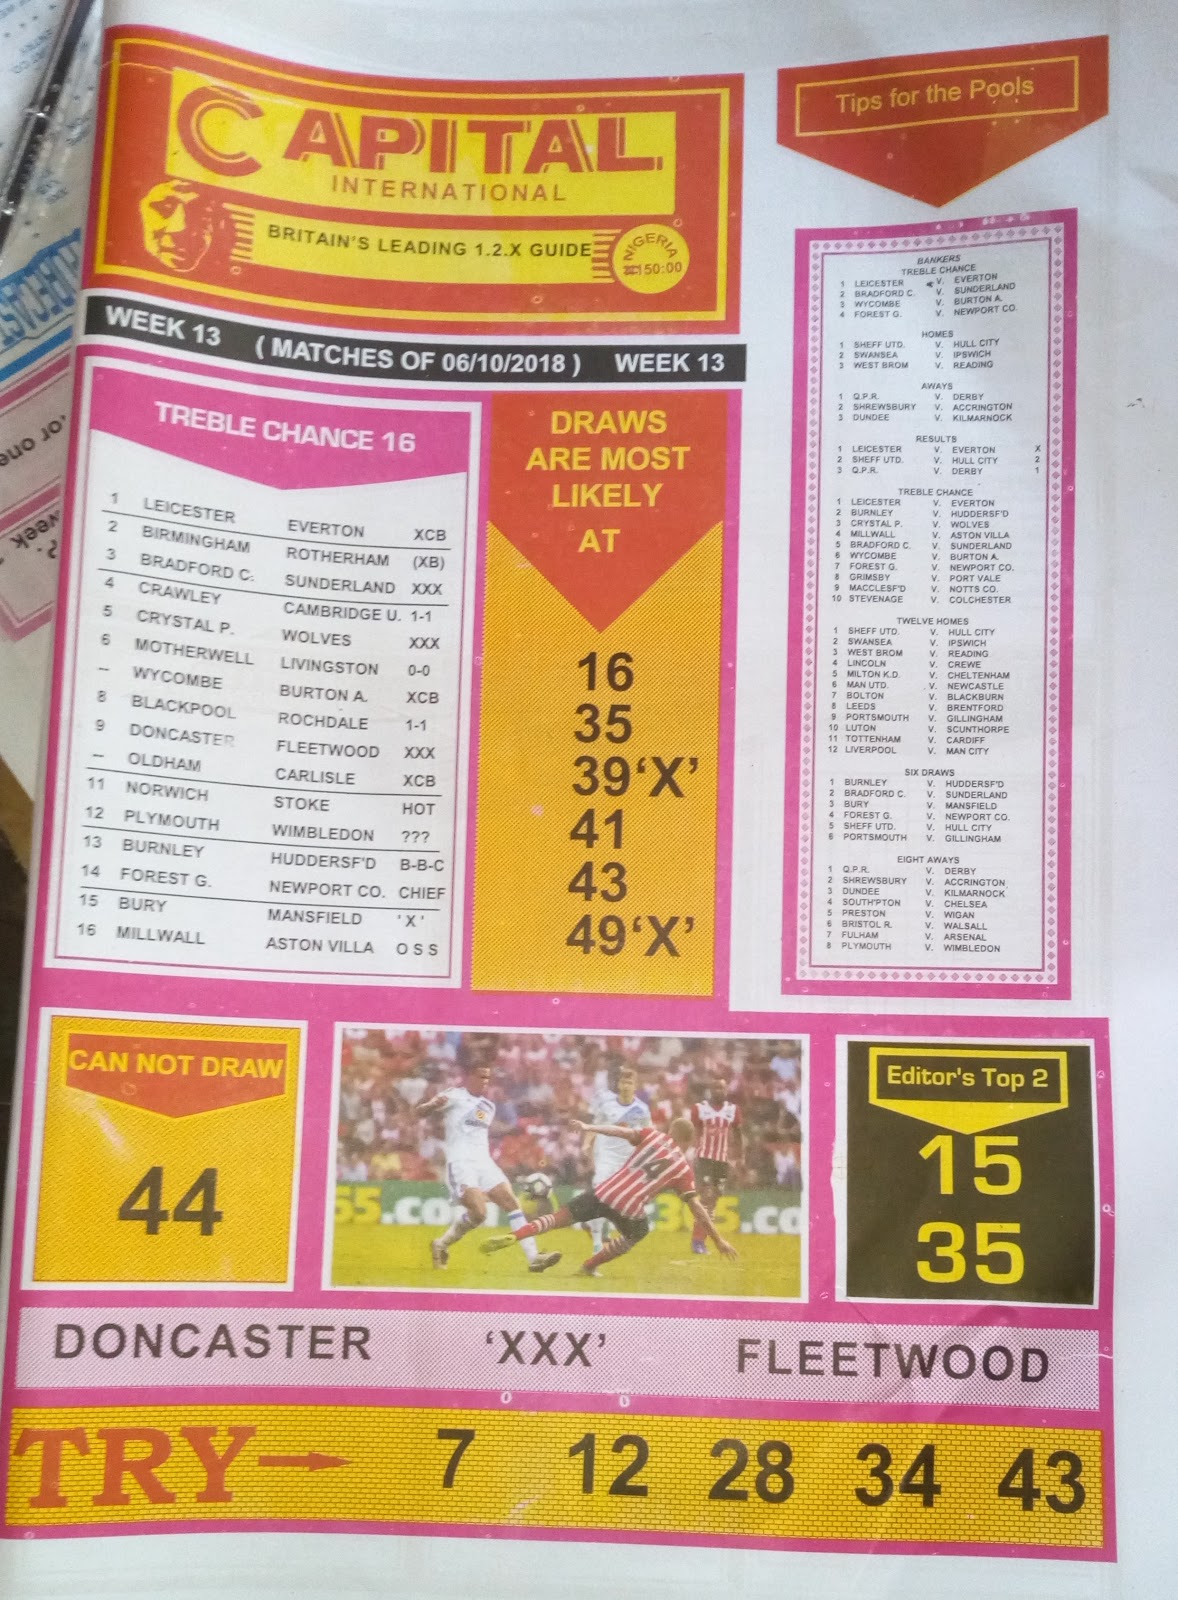 CAPITAL
INTERNATIONAL
BRITAIN'S LEADING 1.2.X GUIDE
NIGERIA
₦150:00
WEEK 13 ( MATCHES OF 06/10/2018 ) WEEK 13
TREBLE CHANCE 16
1 LEICESTER EVERTON XCB
2 BIRMINGHAM ROTHERHAM (XB)
3 BRADFORD C. SUNDERLAND XXX
4 CRAWLEY CAMBRIDGE U. 1-1
5 CRYSTAL P. WOLVES XXX
6 MOTHERWELL LIVINGSTON 0-0
-- WYCOMBE BURTON A. XCB
8 BLACKPOOL ROCHDALE 1-1
9 DONCASTER FLEETWOOD XXX
-- OLDHAM CARLISLE XCB
11 NORWICH STOKE HOT
12 PLYMOUTH WIMBLEDON ???
13 BURNLEY HUDDERSF'D B-B-C
14 FOREST G. NEWPORT CO. CHIEF
15 BURY MANSFIELD 'X'
16 MILLWALL ASTON VILLA O S S
DRAWS
ARE MOST
LIKELY
AT
16
35
39'X'
41
43
49'X'
Tips for the Pools
BANKERS
TREBLE CHANCE
1 LEICESTER V. EVERTON
2 BRADFORD C. V. SUNDERLAND
3 WYCOMBE V. BURTON A.
4 FOREST G. V. NEWPORT CO.
HOMES
1 SHEFF UTD. V. HULL CITY
2 SWANSEA V. IPSWICH
3 WEST BROM V. READING
AWAYS
1 Q.P.R. V. DERBY
2 SHREWSBURY V. ACCRINGTON
3 DUNDEE V. KILMARNOCK
RESULTS
1 LEICESTER V. EVERTON X
2 SHEFF UTD. V. HULL CITY 2
3 Q.P.R. V. DERBY 1
TREBLE CHANCE
1 LEICESTER V. EVERTON
2 BURNLEY V. HUDDERSF'D
3 CRYSTAL P. V. WOLVES
4 MILLWALL V. ASTON VILLA
5 BRADFORD C. V. SUNDERLAND
6 WYCOMBE V. BURTON A.
7 FOREST G. V. NEWPORT CO.
8 GRIMSBY V. PORT VALE
9 MACCLESF'D V. NOTTS CO.
10 STEVENAGE V. COLCHESTER
TWELVE HOMES
1 SHEFF UTD. V. HULL CITY
2 SWANSEA V. IPSWICH
3 WEST BROM V. READING
4 LINCOLN V. CREWE
5 MILTON K.D. V. CHELTENHAM
6 MAN UTD. V. NEWCASTLE
7 BOLTON V. BLACKBURN
8 LEEDS V. BRENTFORD
9 PORTSMOUTH V. GILLINGHAM
10 LUTON V. SCUNTHORPE
11 TOTTENHAM V. CARDIFF
12 LIVERPOOL V. MAN CITY
SIX DRAWS
1 BURNLEY V. HUDDERSF'D
2 BRADFORD C. V. SUNDERLAND
3 BURY V. MANSFIELD
4 FOREST G. V. NEWPORT CO.
5 SHEFF UTD. V. HULL CITY
6 PORTSMOUTH V. GILLINGHAM
EIGHT AWAYS
1 Q.P.R. V. DERBY
2 SHREWSBURY V. ACCRINGTON
3 DUNDEE V. KILMARNOCK
4 SOUTH'PTON V. CHELSEA
5 PRESTON V. WIGAN
6 BRISTOL R. V. WALSALL
7 FULHAM V. ARSENAL
8 PLYMOUTH V. WIMBLEDON
CAN NOT DRAW
44
14
65.com
365.co
Editor's Top 2
15
35
DONCASTER 'XXX' FLEETWOOD
TRY 7 12 28 34 43